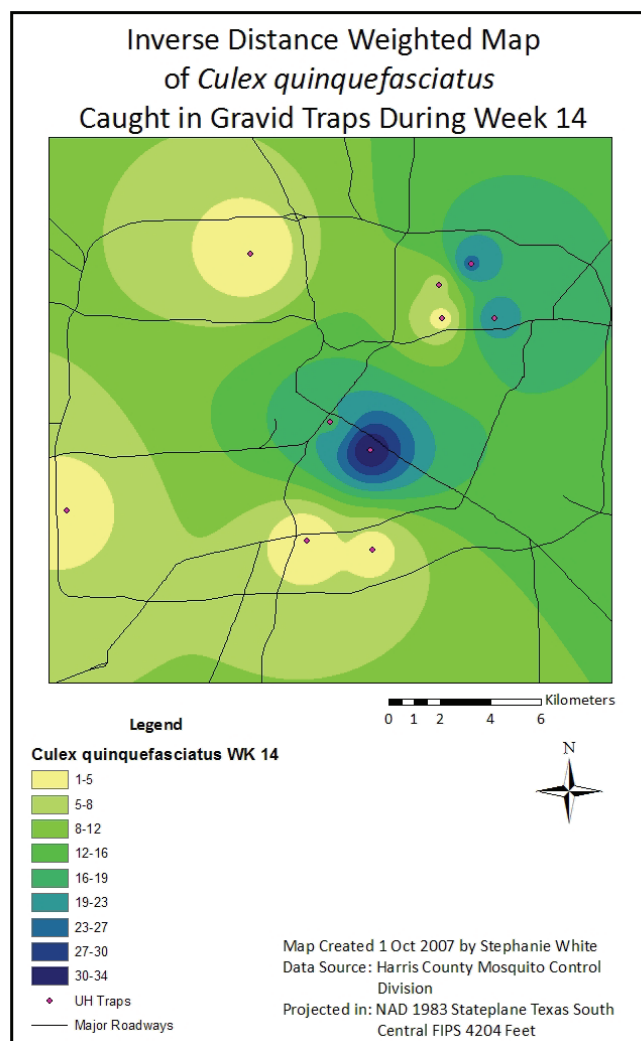 Inverse Distance Weighted Map
of Culex quinquefasciatus
Caught in Gravid Traps During Week 14
Kilometers
0 1 2 4 6
Legend
Culex quinquefasciatus WK 14
1-5
5-8
8-12
12-16
16-19
19-23
23-27
27-30
30-34
UH Traps
Major Roadways
N
Map Created 1 Oct 2007 by Stephanie White
Data Source: Harris County Mosquito Control
Division
Projected in: NAD 1983 Stateplane Texas South
Central FIPS 4204 Feet